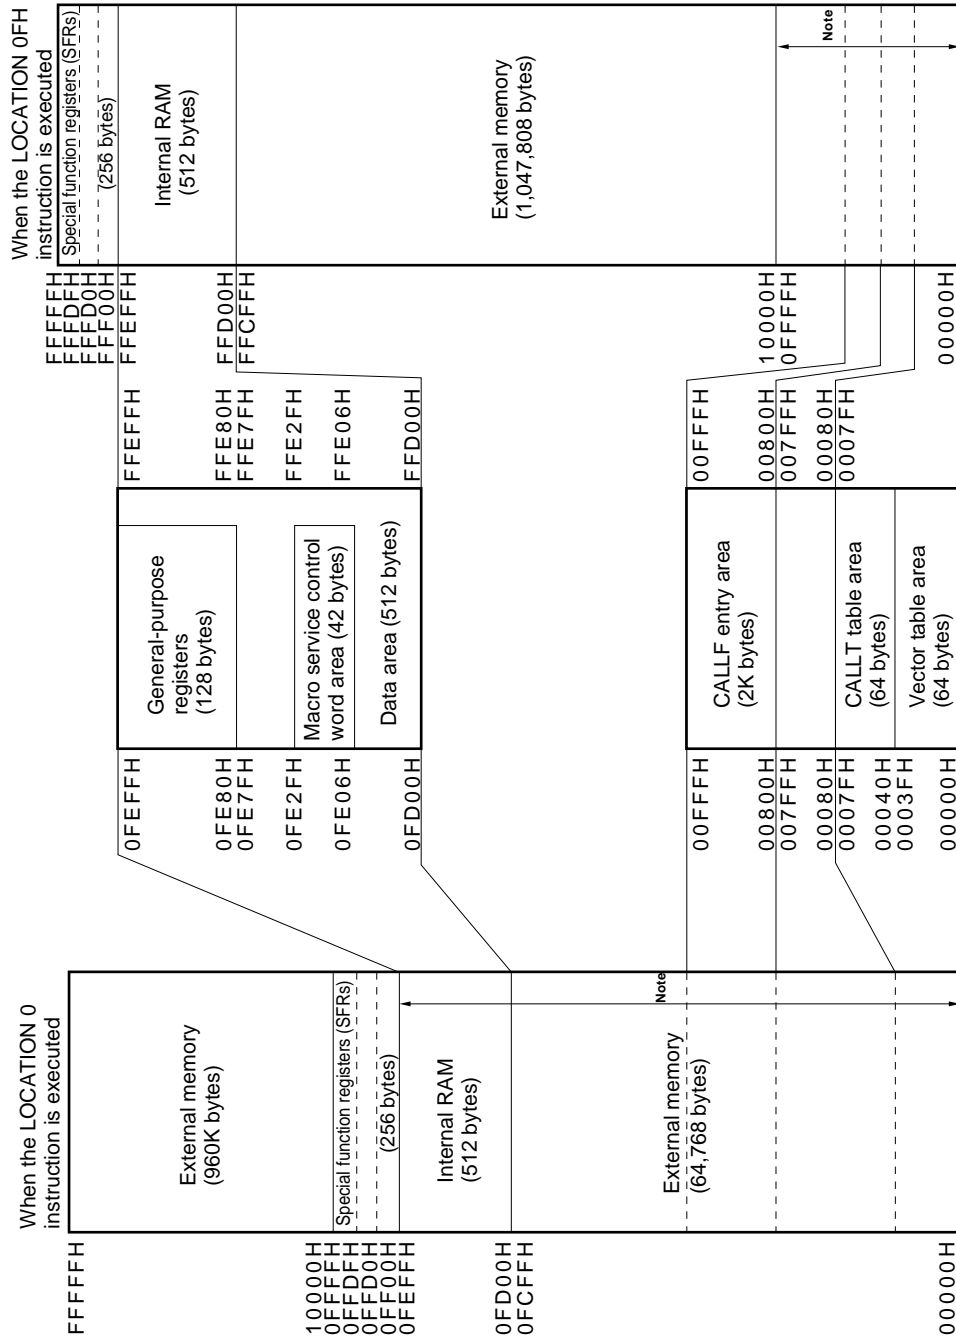 When the LOCATION 0
instruction is executed
FFFFFH
10000H
0FFFFH
0FFDFH
0FFD0H
0FF00H
0FEFFH
0FD00H
0FCFFH
00000H
External memory
(960K bytes)
Special function registers (SFRs)
(256 bytes)
Internal RAM
(512 bytes)
Note
External memory
(64,768 bytes)
0FEFFH
0FE80H
0FE7FH
0FE2FH
0FE06H
0FD00H
00FFFH
00800H
007FFH
00080H
0007FH
00040H
0003FH
00000H
General-purpose
registers
(128 bytes)
Macro service control
word area (42 bytes)
Data area (512 bytes)
CALLF entry area
(2K bytes)
CALLT table area
(64 bytes)
Vector table area
(64 bytes)
FFEFFH
FFE80H
FFE7FH
FFE2FH
FFE06H
FFD00H
00FFFH
00800H
007FFH
00080H
0007FH
When the LOCATION 0FH
instruction is executed
FFFFFH
FFFDFH
FFFD0H
FFF00H
FFEFFH
FFD00H
FFCFFH
10000H
0FFFFH
00000H
Special function registers (SFRs)
(256 bytes)
Internal RAM
(512 bytes)
External memory
(1,047,808 bytes)
Note